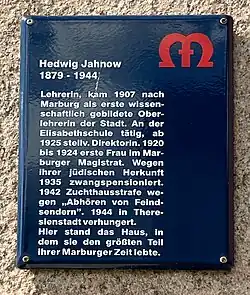 Hedwig Jahnow
1879 - 1944
Lehrerin, kam 1907 nach
Marburg als erste wissen-
schaftlich gebildete Ober-
lehrerin der Stadt. An der
Elisabethschule tätig, ab
1925 stellv. Direktorin. 1920
bis 1924 erste Frau im Mar-
burger Magistrat. Wegen
ihrer jüdischen Herkunft
1935 zwangspensioniert.
1942 Zuchthausstrafe we-
gen „Abhören von Feind-
sendern”. 1944 in There-
sienstadt verhungert.
Hier stand das Haus, in
dem sie den größten Teil
ihrer Marburger Zeit lebte.